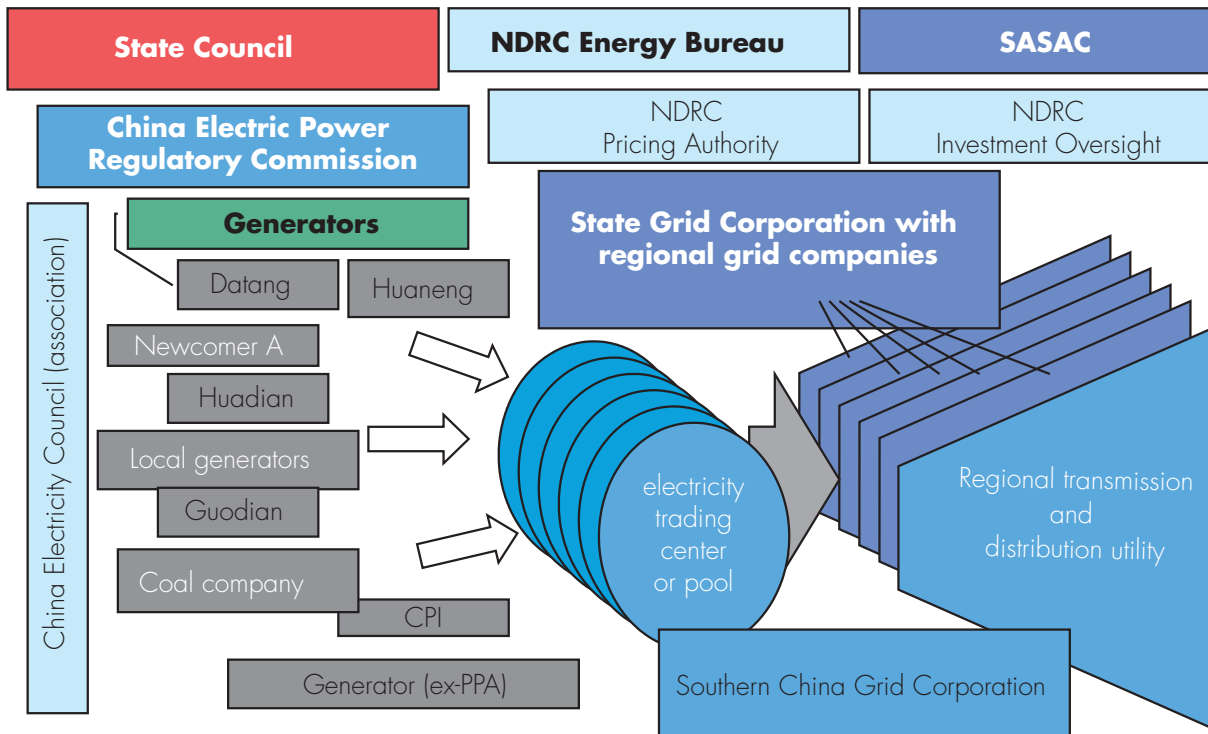 State Council
NDRC Energy Bureau
SASAC
China Electric Power
Regulatory Commission
NDRC
Pricing Authority
NDRC
Investment Oversight
China Electricity Council (association)
Generators
State Grid Corporation with
regional grid companies
Datang
Huaneng
Newcomer A
Huadian
Local generators
Guodian
Coal company
CPI
Generator (ex-PPA)
electricity
trading
center
or pool
Regional transmission
and
distribution utility
Southern China Grid Corporation